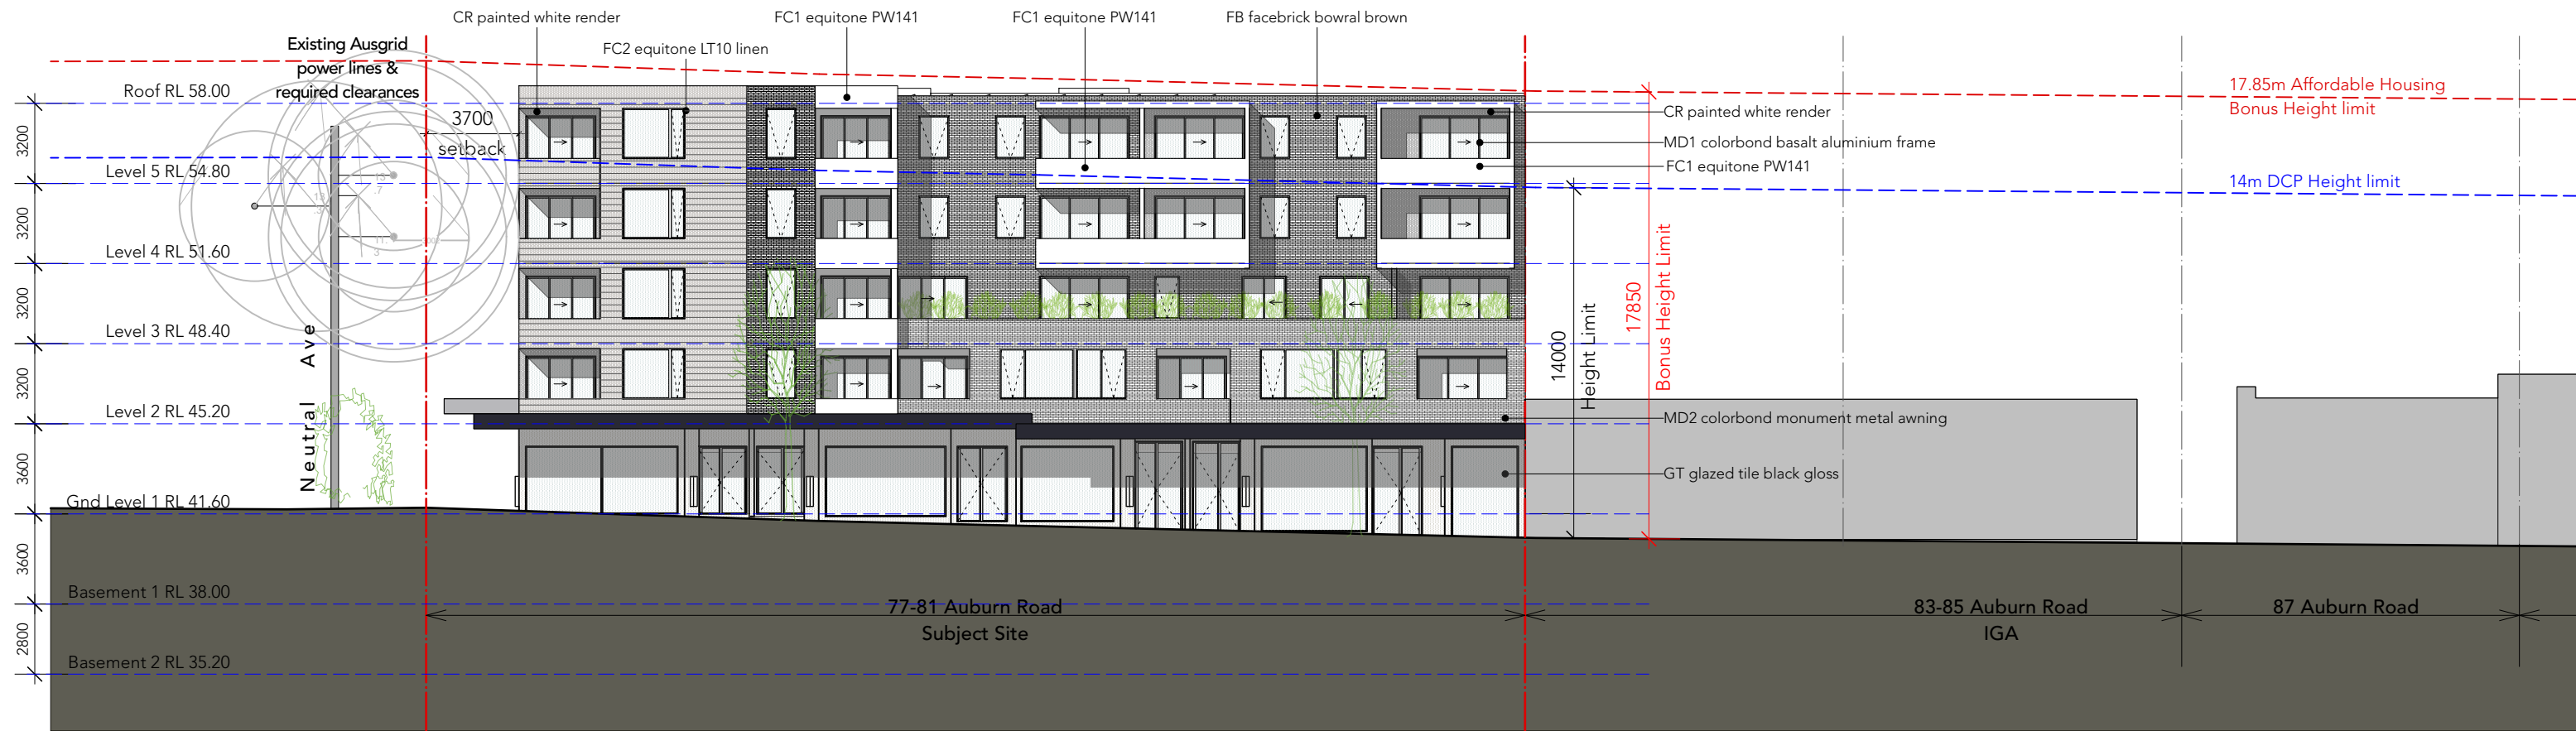 CR painted white render
FC1 equitone PW141
FC1 equitone PW141
FB facebrick bowral brown
Existing Ausgrid
power lines &
required clearances
FC2 equitone LT10 linen
17.85m Affordable Housing
Bonus Height limit
Roof RL 58.00
3700
setback
CR painted white render
MD1 colorbond basalt aluminium frame
FC1 equitone PW141
3200
Level 5 RL 54.80
14m DCP Height limit
3200
Level 4 RL 51.60
3200
Level 3 RL 48.40
3200
Level 2 RL 45.20
3600
Gnd Level 1 RL 41.60
3600
Basement 1 RL 38.00
2800
Basement 2 RL 35.20
Neutral Ave
14000
Height Limit
17850
Bonus Height Limit
MD2 colorbond monument metal awning
GT glazed tile black gloss
77-81 Auburn Road
Subject Site
83-85 Auburn Road
IGA
87 Auburn Road